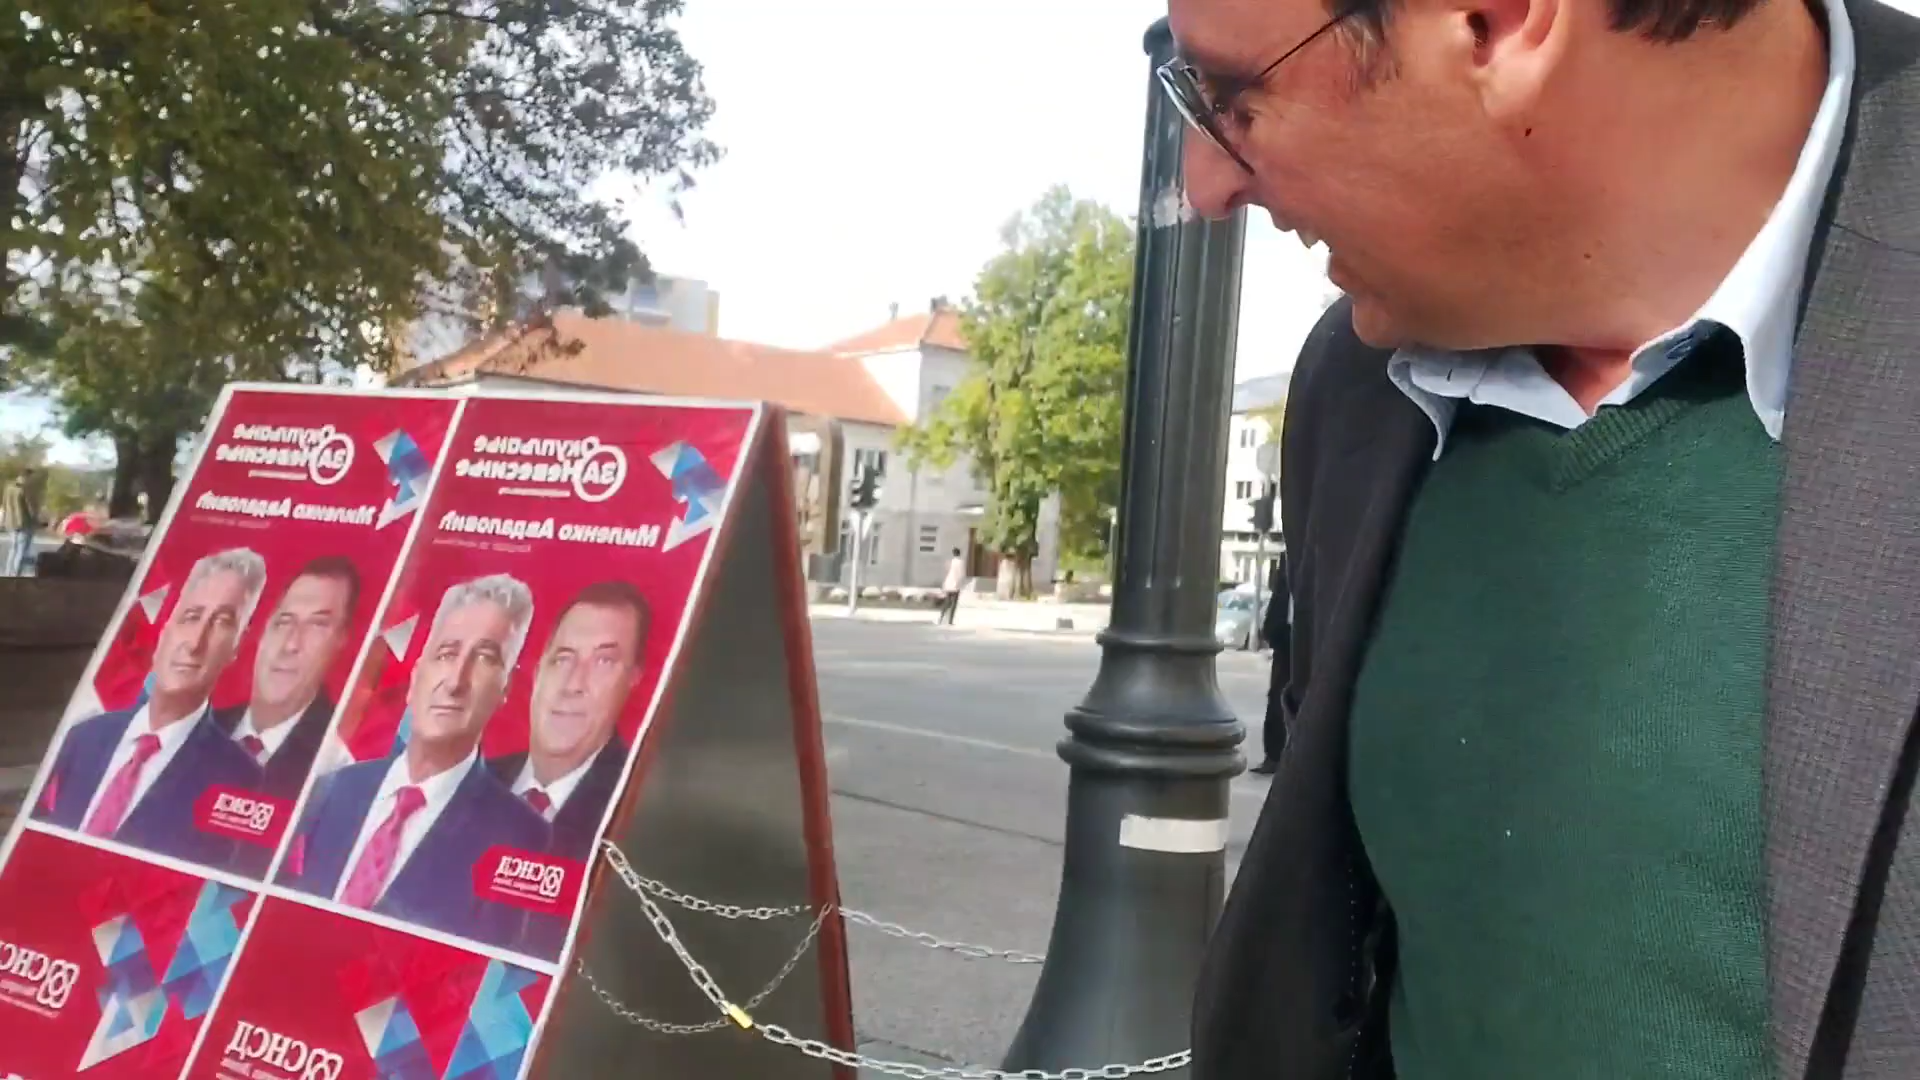 Окупљање
ЗА Невесиње
Миленко Авдаловић
СНСД
Окупљање
ЗА Невесиње
Миленко Авдаловић
СНСД
СНСД
СНСД